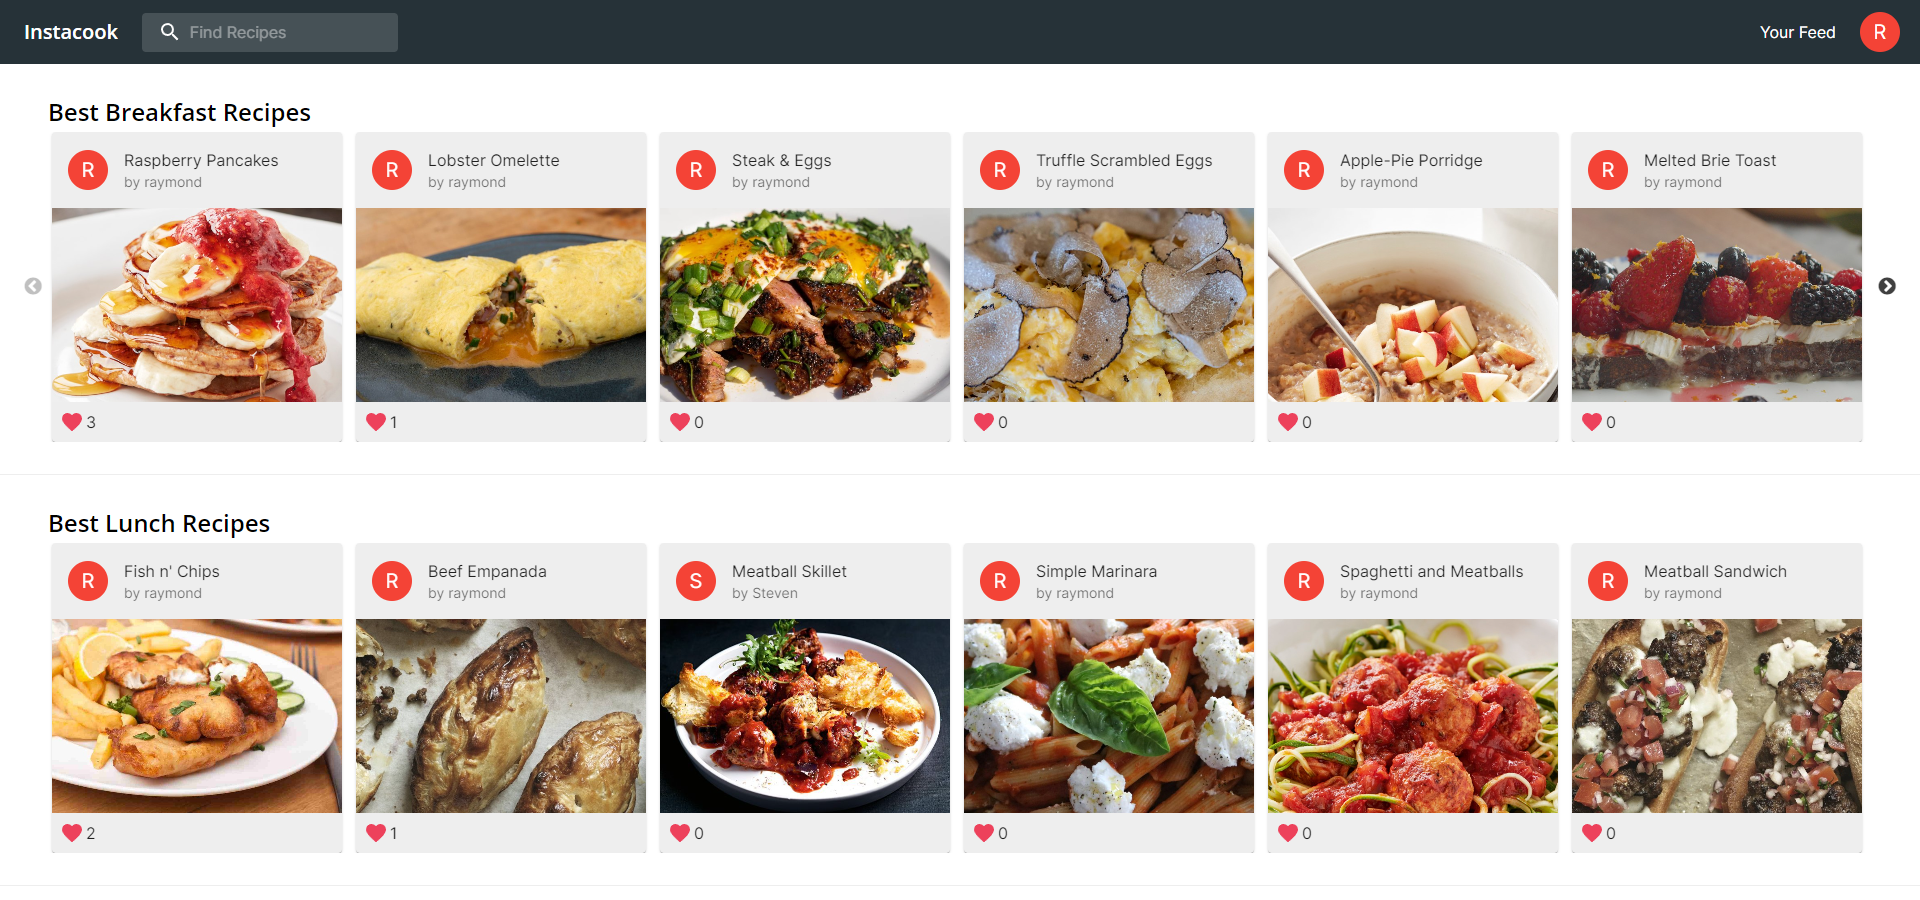 Instacook
Find Recipes
Your Feed
R
Best Breakfast Recipes
R
Raspberry Pancakes
by raymond
3
R
Lobster Omelette
by raymond
1
R
Steak & Eggs
by raymond
0
R
Truffle Scrambled Eggs
by raymond
0
R
Apple-Pie Porridge
by raymond
0
R
Melted Brie Toast
by raymond
0
Best Lunch Recipes
R
Fish n' Chips
by raymond
2
R
Beef Empanada
by raymond
1
S
Meatball Skillet
by Steven
0
R
Simple Marinara
by raymond
0
R
Spaghetti and Meatballs
by raymond
0
R
Meatball Sandwich
by raymond
0